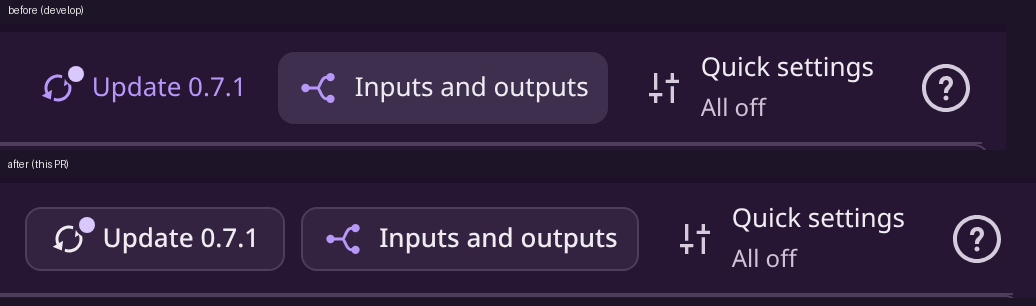 before (develop)
Update 0.7.1
Inputs and outputs
Quick settings
All off
?
after (this PR)
Update 0.7.1
Inputs and outputs
Quick settings
All off
?